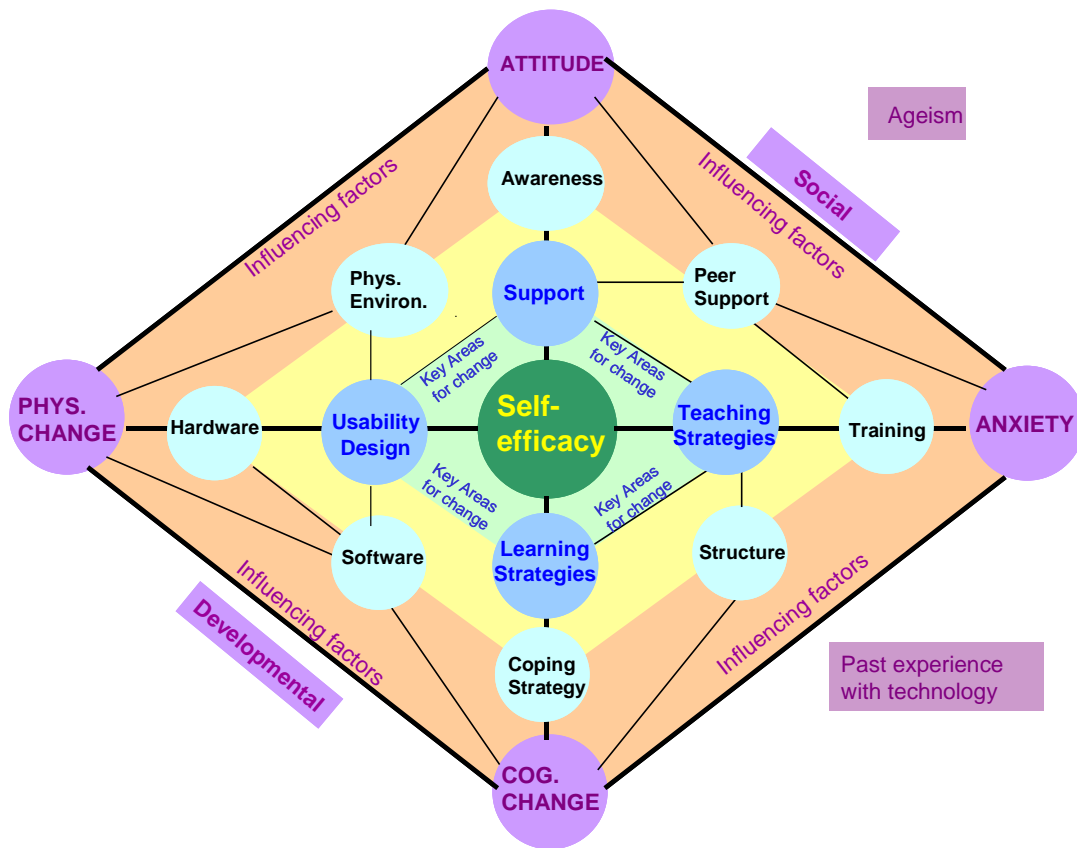 ATTITUDE
Ageism
Social
Influencing factors
Influencing factors
Awareness
Phys.
Environ.
Support
Peer
Support
Key Areas
for change
Key Areas
for change
PHYS.
CHANGE
Hardware
Usability
Design
Self-
efficacy
Teaching
Strategies
Training
ANXIETY
Key Areas
for change
Key Areas
for change
Software
Learning
Strategies
Structure
Influencing factors
Influencing factors
Developmental
Coping
Strategy
Past experience
with technology
COG.
CHANGE